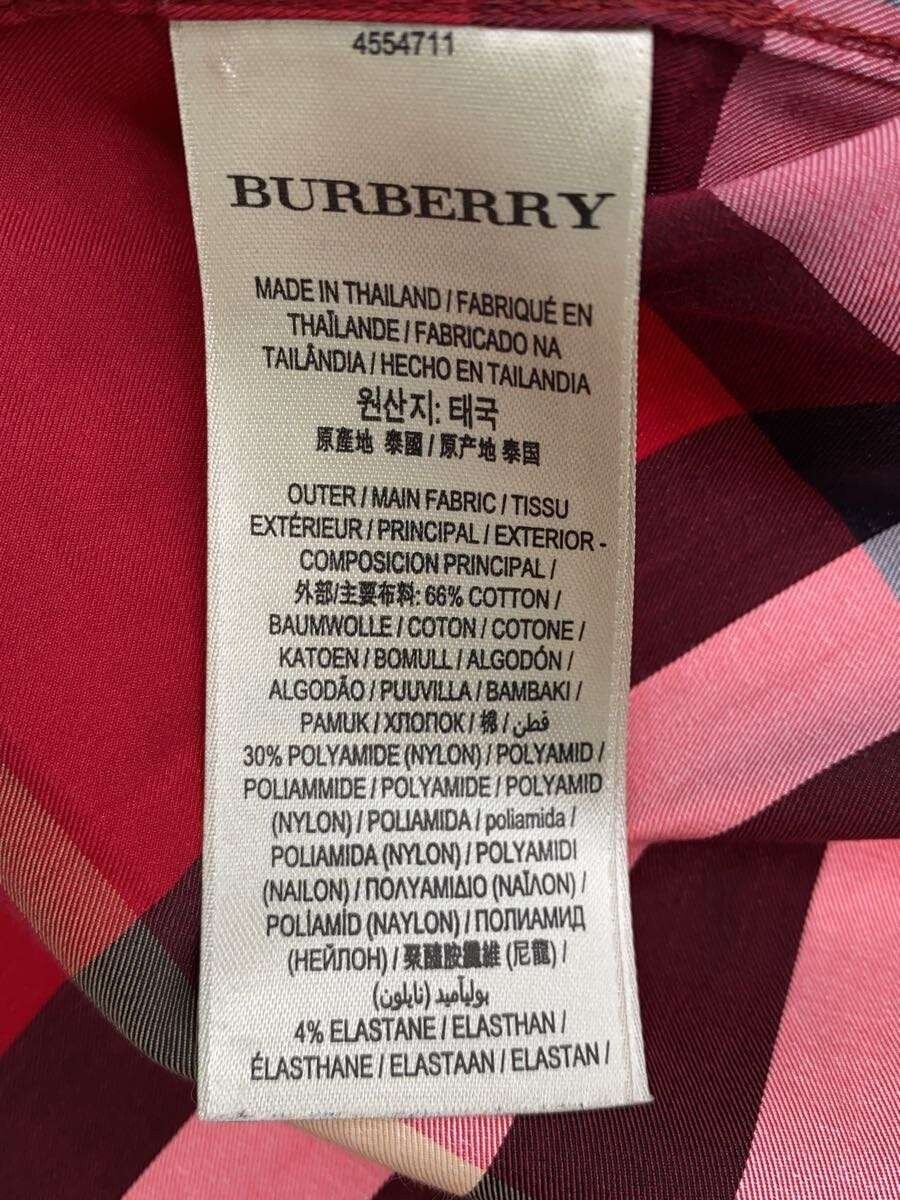 4554711
BURBERRY
MADE IN THAILAND / FABRIQUÉ EN
THAÏLANDE / FABRICADO NA
TAILÂNDIA / HECHO EN TAILANDIA
원산지: 태국
原產地 泰國 / 原产地 泰国
OUTER / MAIN FABRIC / TISSU
EXTÉRIEUR / PRINCIPAL / EXTERIOR -
COMPOSICION PRINCIPAL /
外部/主要布料: 66% COTTON /
BAUMWOLLE / COTON / COTONE /
KATOEN / BOMULL / ALGODÓN /
ALGODÃO / PUUVILLA / BAMBAKI /
PAMUK / ХЛОПОК / 棉 / قطن /
30% POLYAMIDE (NYLON) / POLYAMID /
POLIAMMIDE / POLYAMIDE / POLYAMID
(NYLON) / POLIAMIDA / poliamida /
POLIAMIDA (NYLON) / POLYAMIDI
(NAILON) / ΠΟΛΥΑΜΙΔΙΟ (ΝΑΪΛΟΝ) /
POLİAMİD (NAYLON) / ПОЛИАМИД
(НЕЙЛОН) / 聚醯胺纖維 (尼龍) /
بوليآميد (نايلون)
4% ELASTANE / ELASTHAN /
ÉLASTHANE / ELASTAAN / ELASTAN /